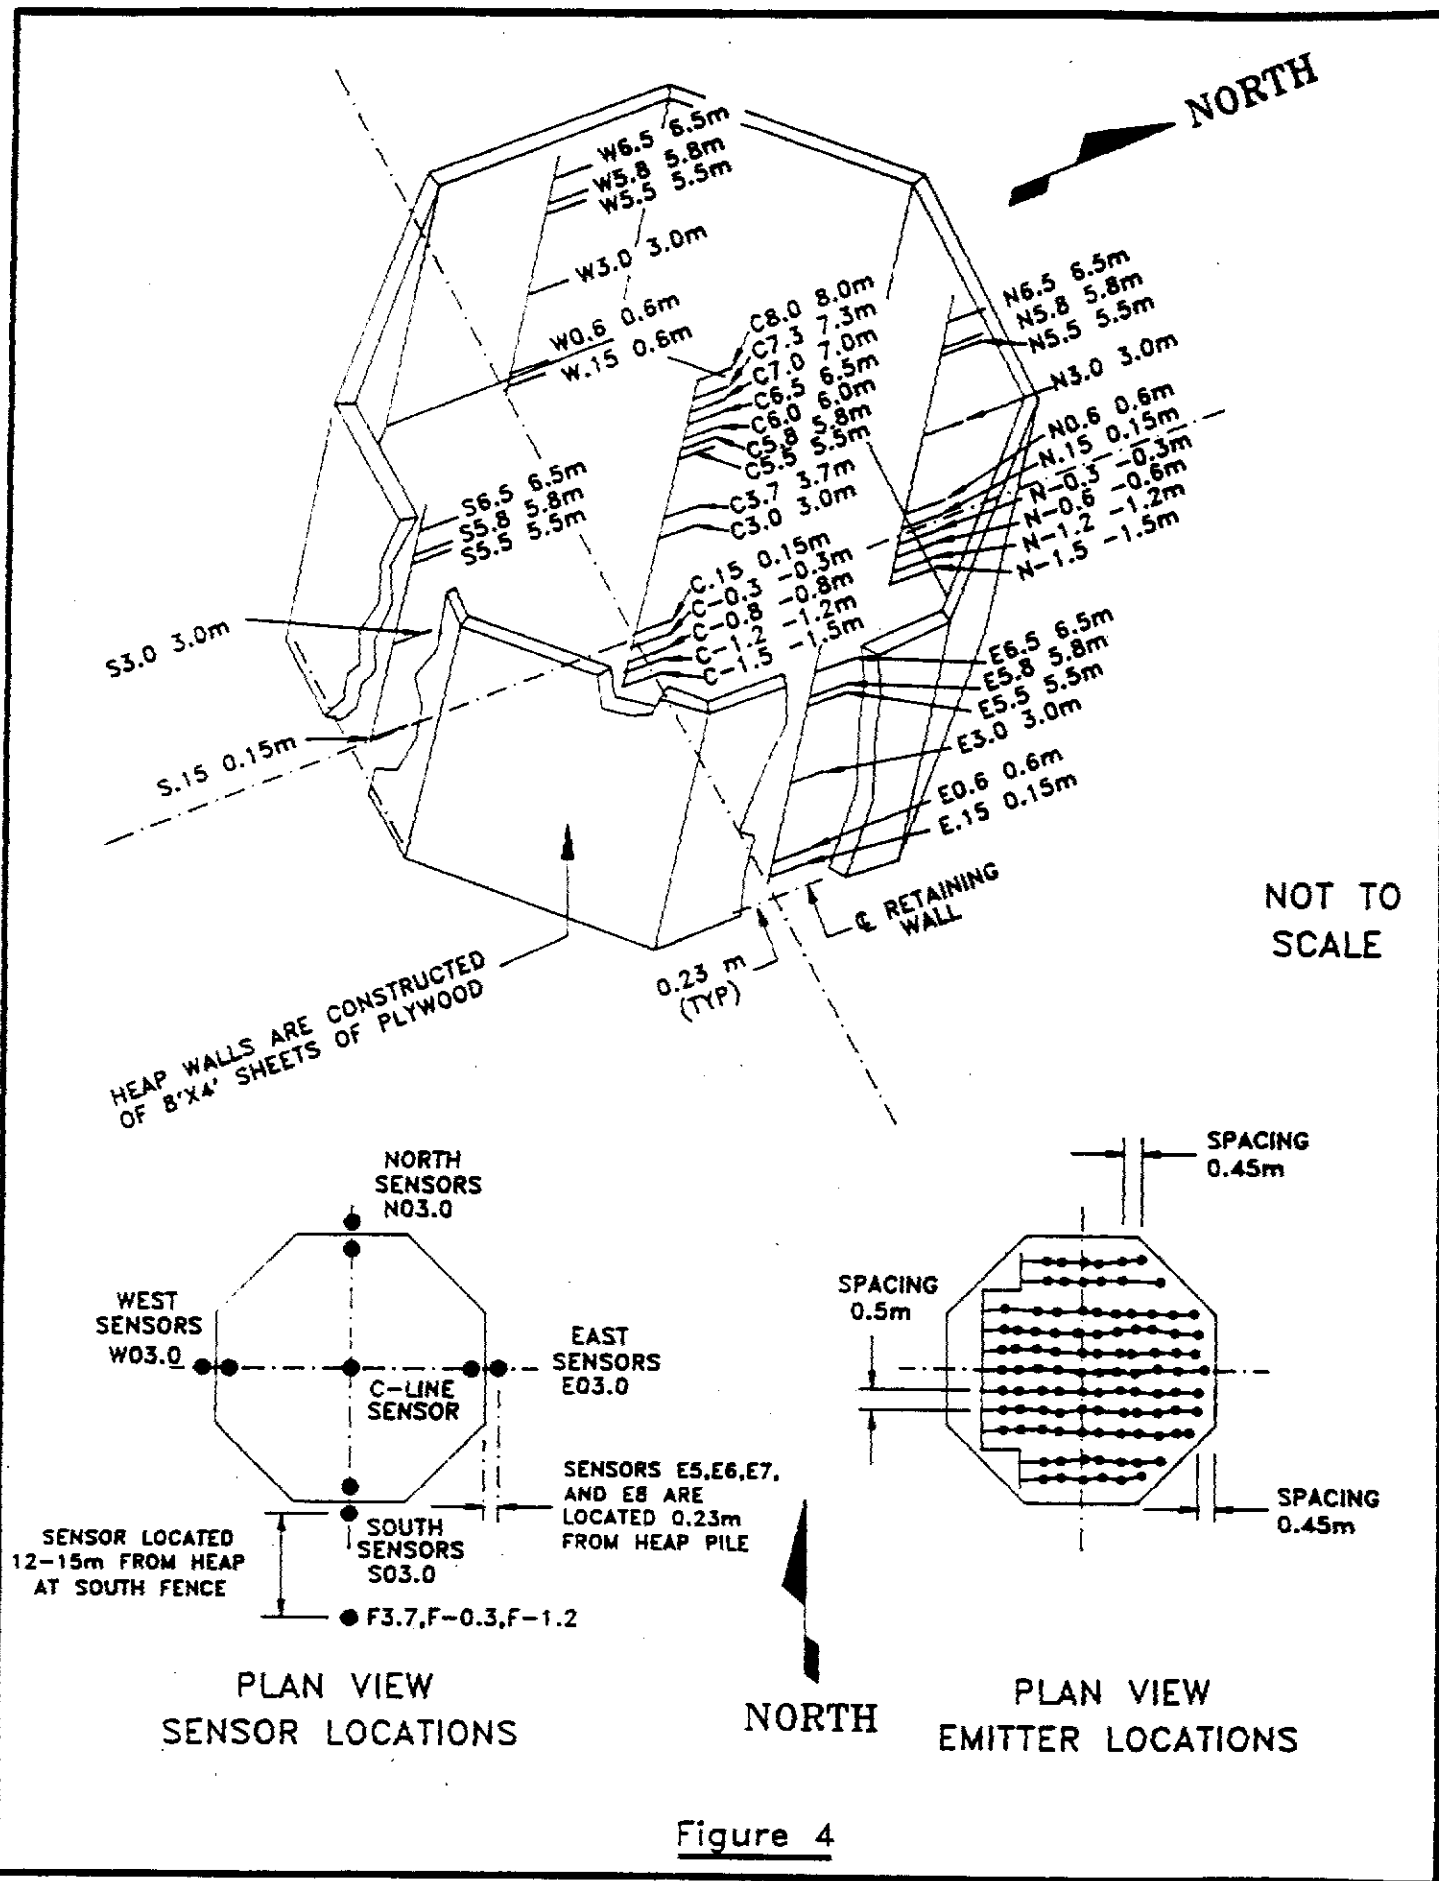 NORTH
W6.5 6.5m
W5.8 5.8m
W5.5 5.5m
W3.0 3.0m
W0.6 0.6m
W.15 0.6m
C8.0 8.0m
C7.3 7.3m
C7.0 7.0m
C6.5 6.5m
C6.0 6.0m
C5.8 5.8m
C5.5 5.5m
C3.7 3.7m
C3.0 3.0m
C.15 0.15m
C-0.3 -0.3m
C-0.8 -0.8m
C-1.2 -1.2m
C-1.5 -1.5m
N6.5 6.5m
N5.8 5.8m
N5.5 5.5m
N3.0 3.0m
N0.6 0.6m
N.15 0.15m
N-0.3 -0.3m
N-0.6 -0.6m
N-1.2 -1.2m
N-1.5 -1.5m
S6.5 6.5m
S5.8 5.8m
S5.5 5.5m
S3.0 3.0m
S.15 0.15m
E6.5 6.5m
E5.8 5.8m
E5.5 5.5m
E3.0 3.0m
E0.6 0.6m
E.15 0.15m
℄ RETAINING
WALL
0.23 m
(TYP)
NOT TO
SCALE
HEAP WALLS ARE CONSTRUCTED
OF 8'X4' SHEETS OF PLYWOOD
NORTH
SENSORS
N03.0
WEST
SENSORS
W03.0
EAST
SENSORS
E03.0
C-LINE
SENSOR
SENSORS E5,E6,E7,
AND E8 ARE
LOCATED 0.23m
FROM HEAP PILE
SOUTH
SENSORS
S03.0
SENSOR LOCATED
12-15m FROM HEAP
AT SOUTH FENCE
F3.7,F-0.3,F-1.2
PLAN VIEW
SENSOR LOCATIONS
NORTH
SPACING
0.45m
SPACING
0.5m
SPACING
0.45m
PLAN VIEW
EMITTER LOCATIONS
Figure 4